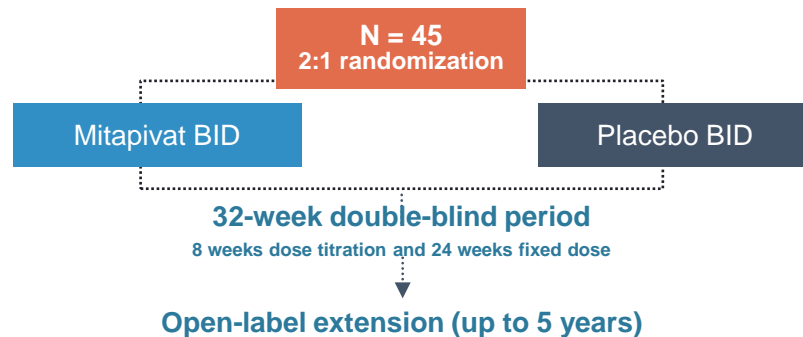 N = 45
2:1 randomization
Mitapivat BID
Placebo BID
32-week double-blind period
8 weeks dose titration and 24 weeks fixed dose
Open-label extension (up to 5 years)